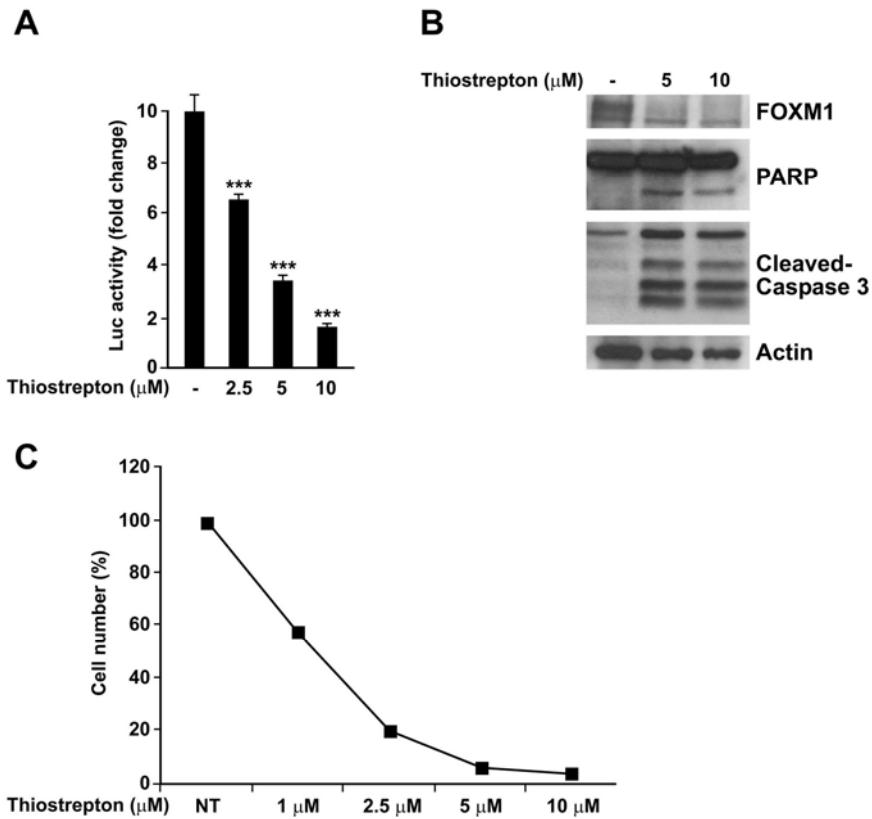 A
Luc activity (fold change)
10
8
6
4
2
0
***
***
***
Thiostrepton (μM) - 2.5 5 10
B
Thiostrepton (μM) - 5 10
FOXM1
PARP
Cleaved-
Caspase 3
Actin
C
Cell number (%)
120
100
80
60
40
20
0
Thiostrepton (μM) NT 1 μM 2.5 μM 5 μM 10 μM